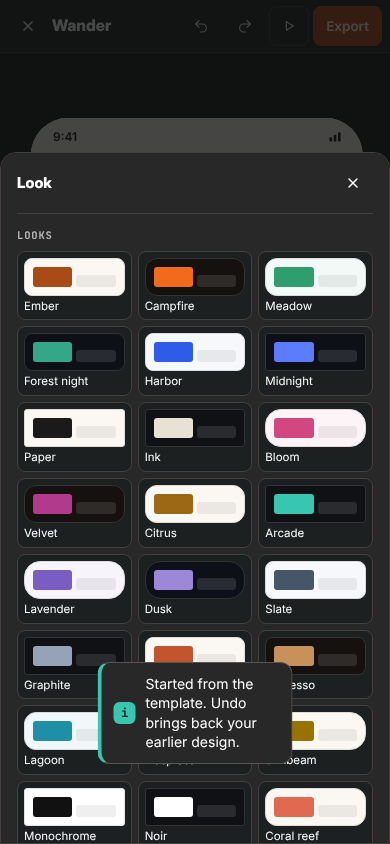 Wander
Export
9:41
Look
LOOKS
Ember
Campfire
Meadow
Forest night
Harbor
Midnight
Paper
Ink
Bloom
Velvet
Citrus
Arcade
Lavender
Dusk
Slate
Graphite
Started from the
template. Undo
brings back your
earlier design.
Lagoon
Monochrome
Noir
Coral reef